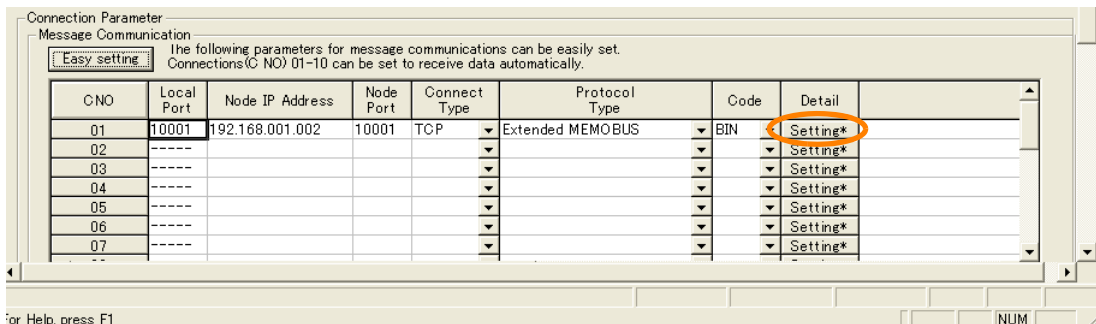 Connection Parameter
Message Communication
Easy setting
The following parameters for message communications can be easily set.
Connections(C NO) 01-10 can be set to receive data automatically.
CNO Local Port Node IP Address Node Port Connect Type Protocol Type Code Detail
01 10001 192.168.001.002 10001 TCP Extended MEMOBUS BIN Setting*
02 ----- Setting*
03 ----- Setting*
04 ----- Setting*
05 ----- Setting*
06 ----- Setting*
07 ----- Setting*
For Help, press F1 NUM